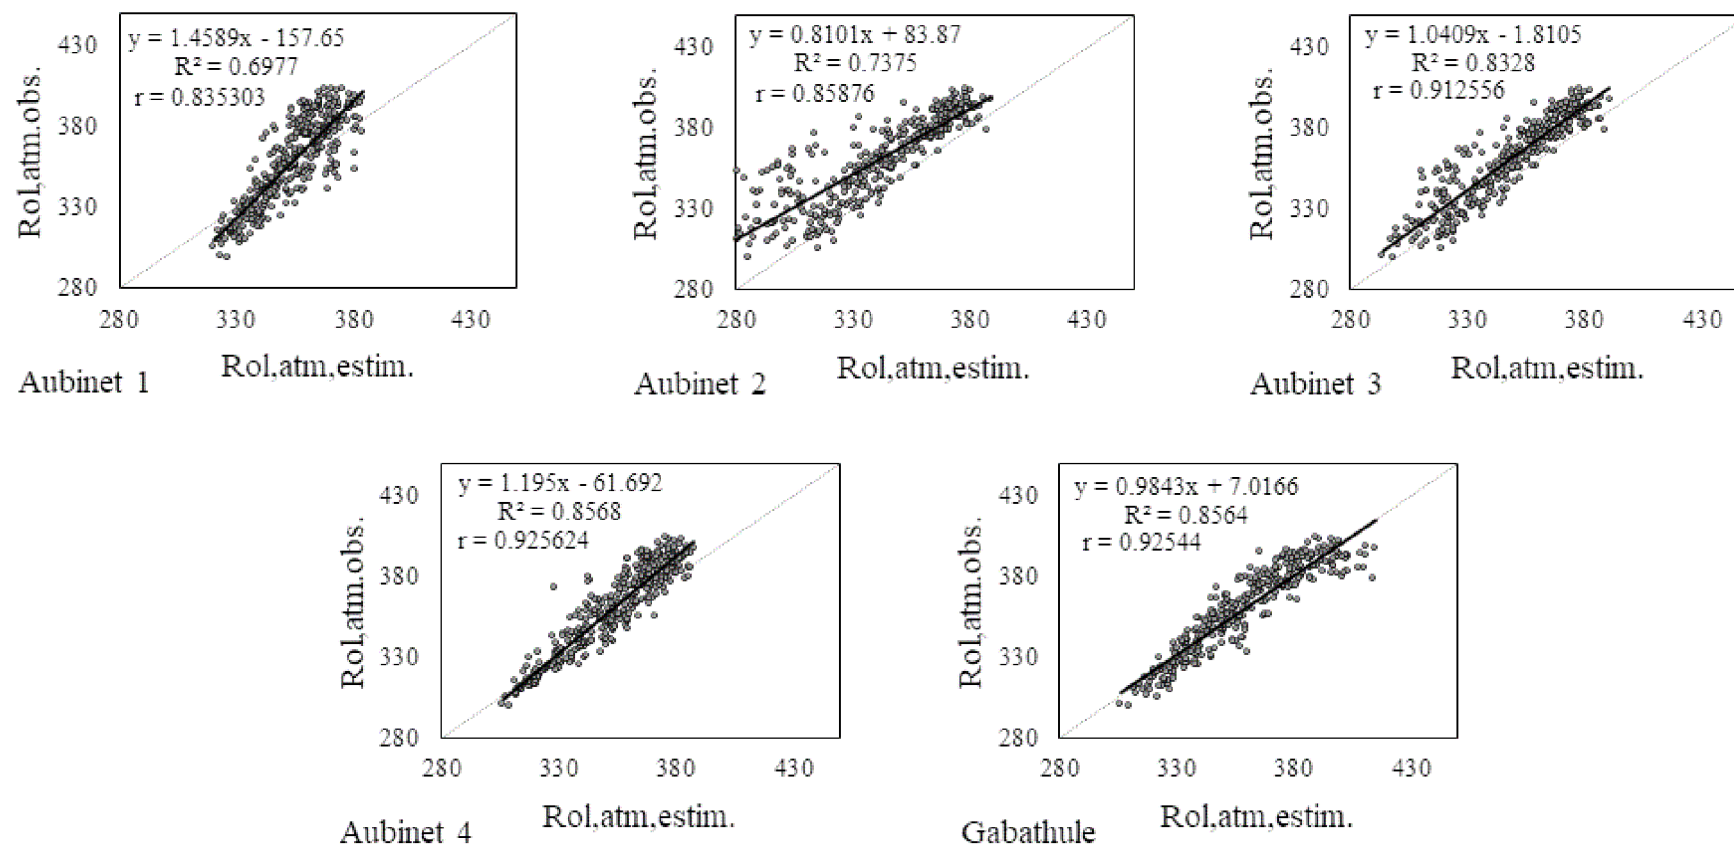 y = 1.4589x - 157.65
R² = 0.6977
r = 0.835303
430
380
330
280
Rol,atm.obs.
280 330 380 430
Rol,atm,estim.
Aubinet 1
y = 0.8101x + 83.87
R² = 0.7375
r = 0.85876
430
380
330
280
Rol,atm.obs.
280 330 380 430
Rol,atm,estim.
Aubinet 2
y = 1.0409x - 1.8105
R² = 0.8328
r = 0.912556
430
380
330
280
Rol,atm.obs.
280 330 380 430
Rol,atm,estim.
Aubinet 3
y = 1.195x - 61.692
R² = 0.8568
r = 0.925624
430
380
330
280
Rol,atm.obs.
280 330 380 430
Rol,atm,estim.
Aubinet 4
y = 0.9843x + 7.0166
R² = 0.8564
r = 0.92544
430
380
330
280
Rol,atm.obs.
280 330 380 430
Rol,atm,estim.
Gabathule